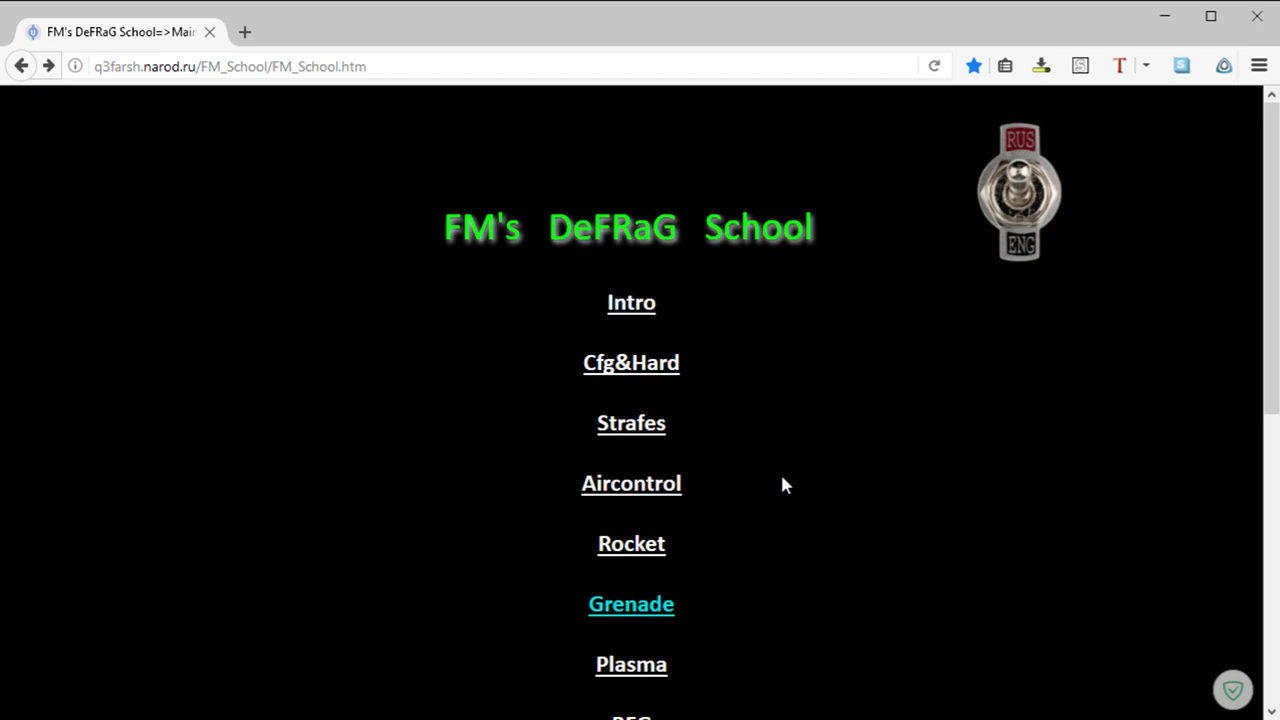 FM's DeFRaG School=>Main
q3farsh.narod.ru/FM_School/FM_School.htm
S
T
S
RUS
FM's DeFRaG School
ENG
Intro
Cfg&Hard
Strafes
Aircontrol
Rocket
Grenade
Plasma